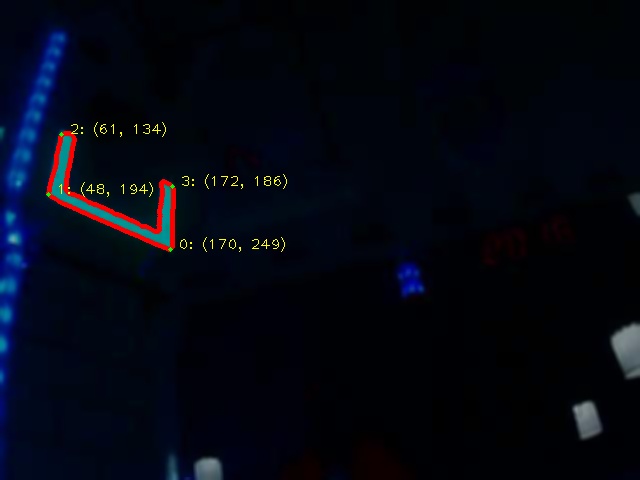 2: (61, 134)
3: (172, 186)
1: (48, 194)
0: (170, 249)